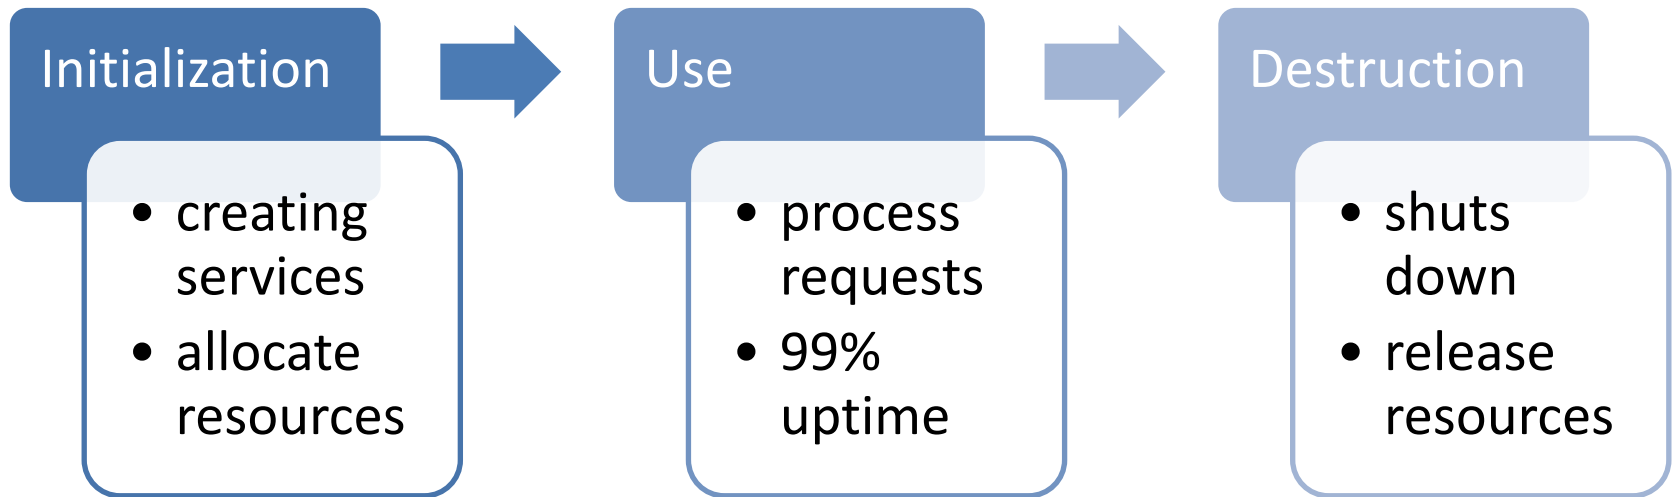 Initialization
• creating
services
• allocate
resources
Use
• process
requests
• 99%
uptime
Destruction
• shuts
down
• release
resources